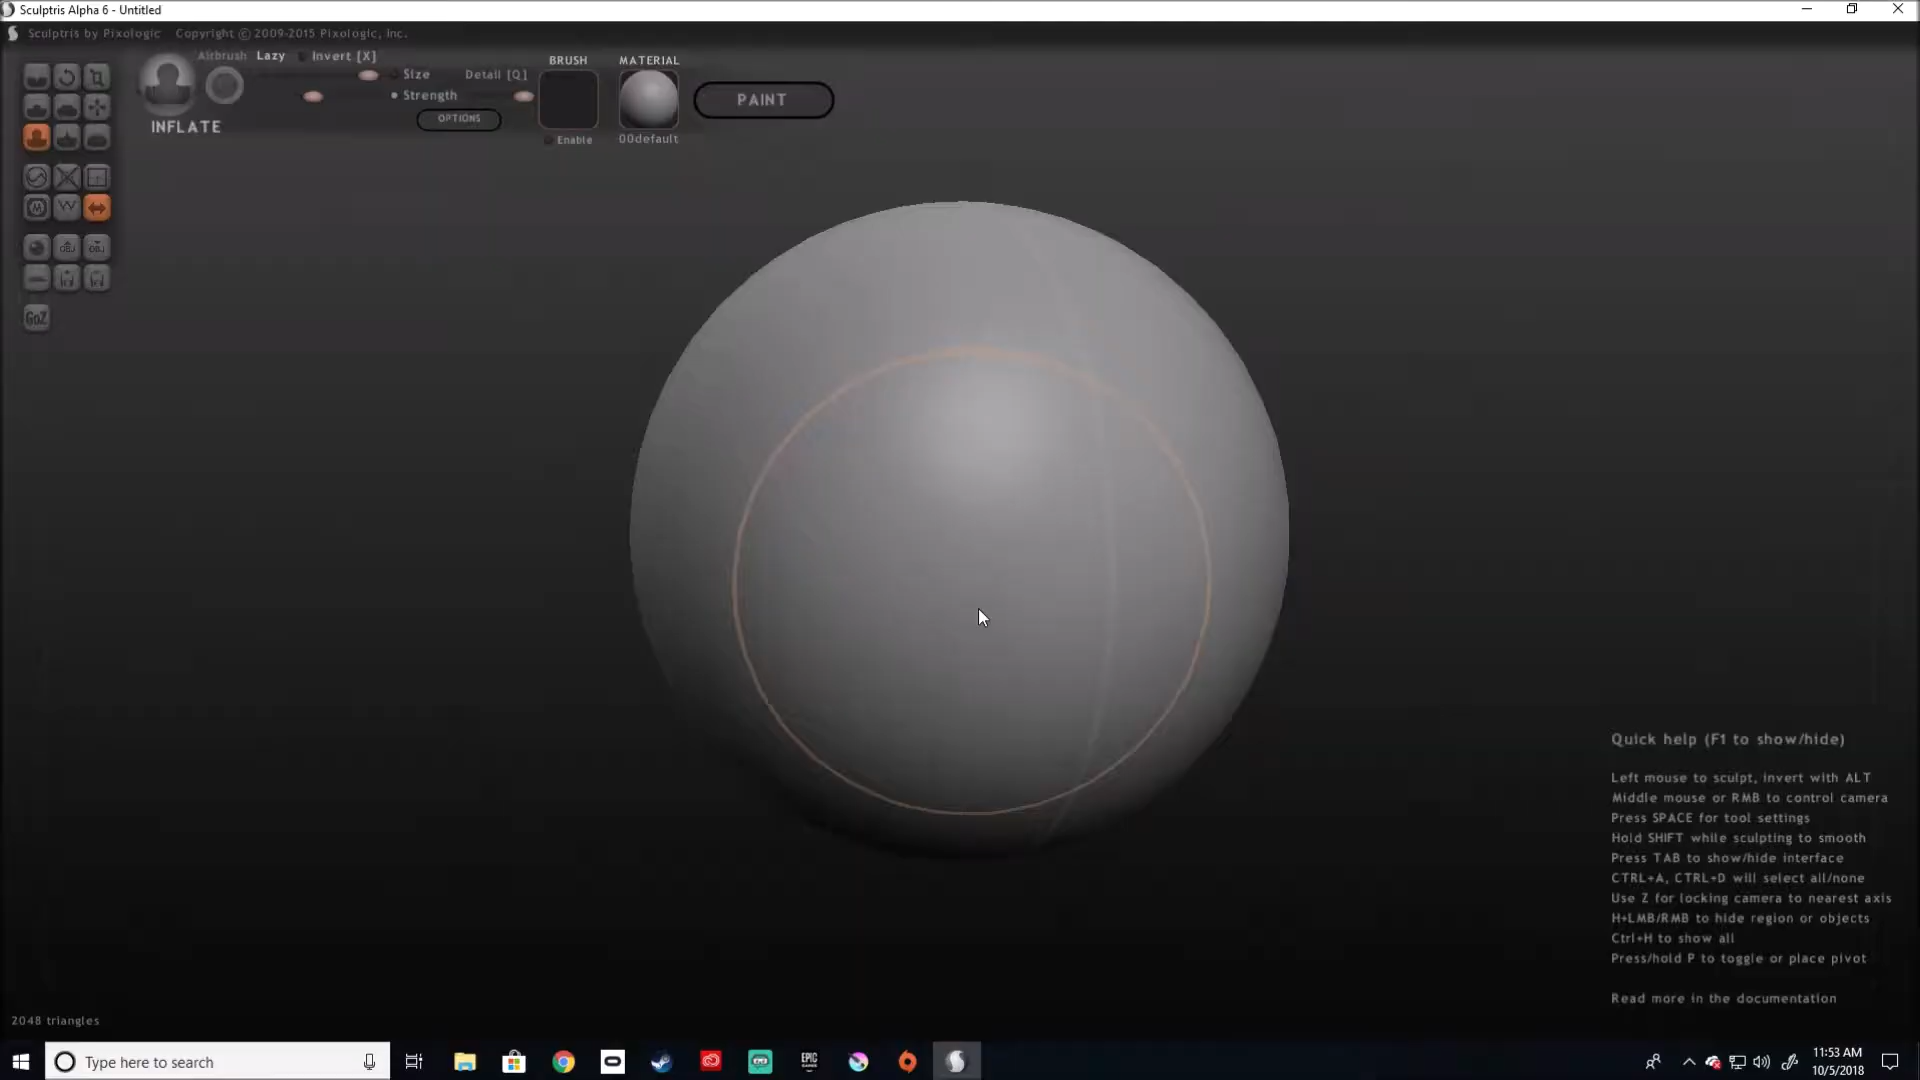 Sculptris Alpha 6 - Untitled
Sculptris by Pixologic Copyright © 2009-2015 Pixologic, Inc.
Airbrush Lazy Invert [X]
Size Detail [Q]
Strength
OPTIONS
INFLATE
BRUSH
Enable
MATERIAL
00default
PAINT
OBJ OBJ
GoZ
Quick help (F1 to show/hide)
Left mouse to sculpt, invert with ALT
Middle mouse or RMB to control camera
Press SPACE for tool settings
Hold SHIFT while sculpting to smooth
Press TAB to show/hide interface
CTRL+A, CTRL+D will select all/none
Use Z for locking camera to nearest axis
H+LMB/RMB to hide region or objects
Ctrl+H to show all
Press/hold P to toggle or place pivot
Read more in the documentation
2048 triangles
Type here to search
EPIC
GAMES
11:53 AM
10/5/2018